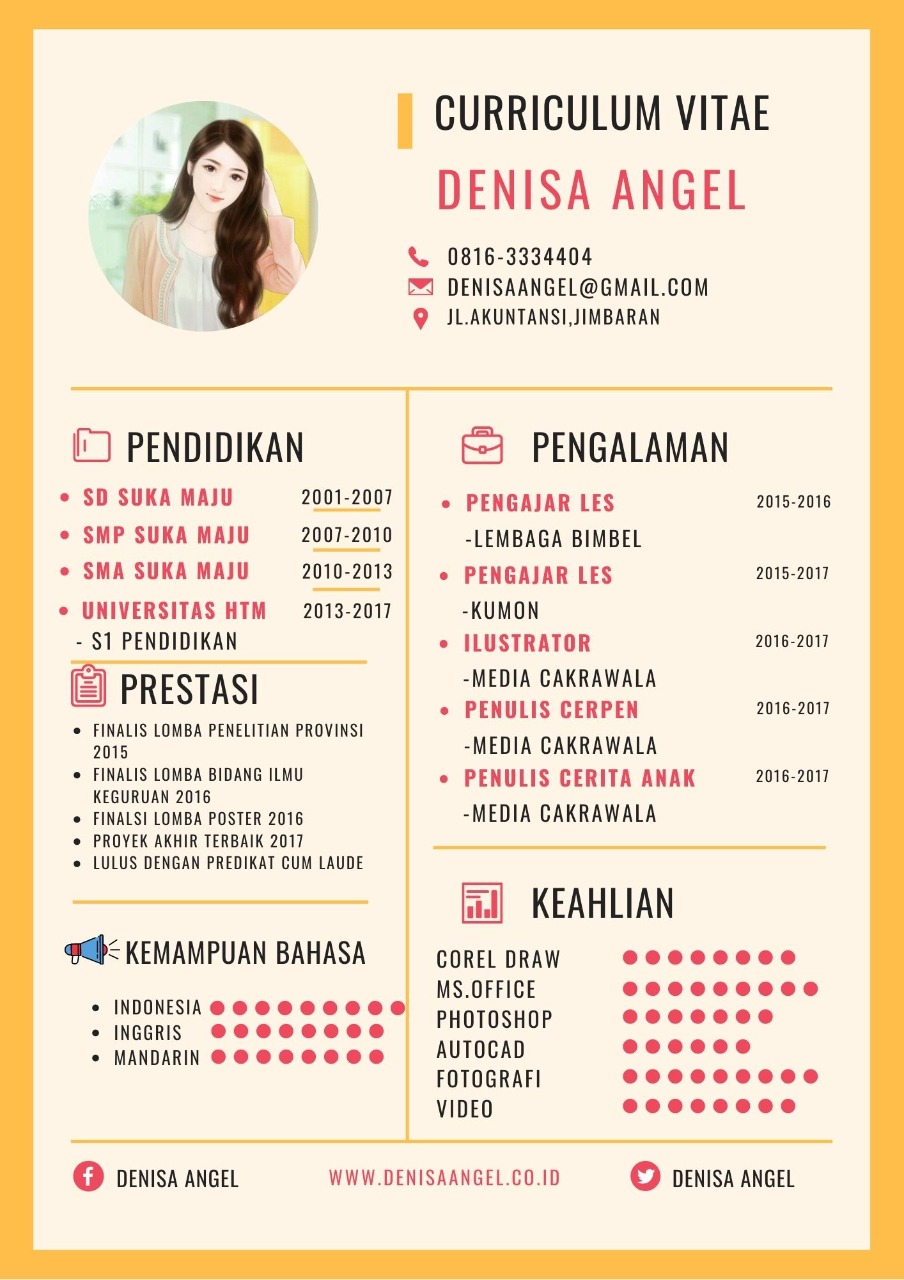 CURRICULUM VITAE
DENISA ANGEL
0816-3334404
DENISAANGEL@GMAIL.COM
JL.AKUNTANSI,JIMBARAN
PENDIDIKAN
SD SUKA MAJU 2001-2007
SMP SUKA MAJU 2007-2010
SMA SUKA MAJU 2010-2013
UNIVERSITAS HTM 2013-2017
- S1 PENDIDIKAN
PRESTASI
FINALIS LOMBA PENELITIAN PROVINSI
2015
FINALIS LOMBA BIDANG ILMU
KEGURUAN 2016
FINALSI LOMBA POSTER 2016
PROYEK AKHIR TERBAIK 2017
LULUS DENGAN PREDIKAT CUM LAUDE
KEMAMPUAN BAHASA
INDONESIA
INGGRIS
MANDARIN
PENGALAMAN
PENGAJAR LES 2015-2016
-LEMBAGA BIMBEL
PENGAJAR LES 2015-2017
-KUMON
ILUSTRATOR 2016-2017
-MEDIA CAKRAWALA
PENULIS CERPEN 2016-2017
-MEDIA CAKRAWALA
PENULIS CERITA ANAK 2016-2017
-MEDIA CAKRAWALA
KEAHLIAN
COREL DRAW
MS.OFFICE
PHOTOSHOP
AUTOCAD
FOTOGRAFI
VIDEO
DENISA ANGEL
WWW.DENISAANGEL.CO.ID
DENISA ANGEL